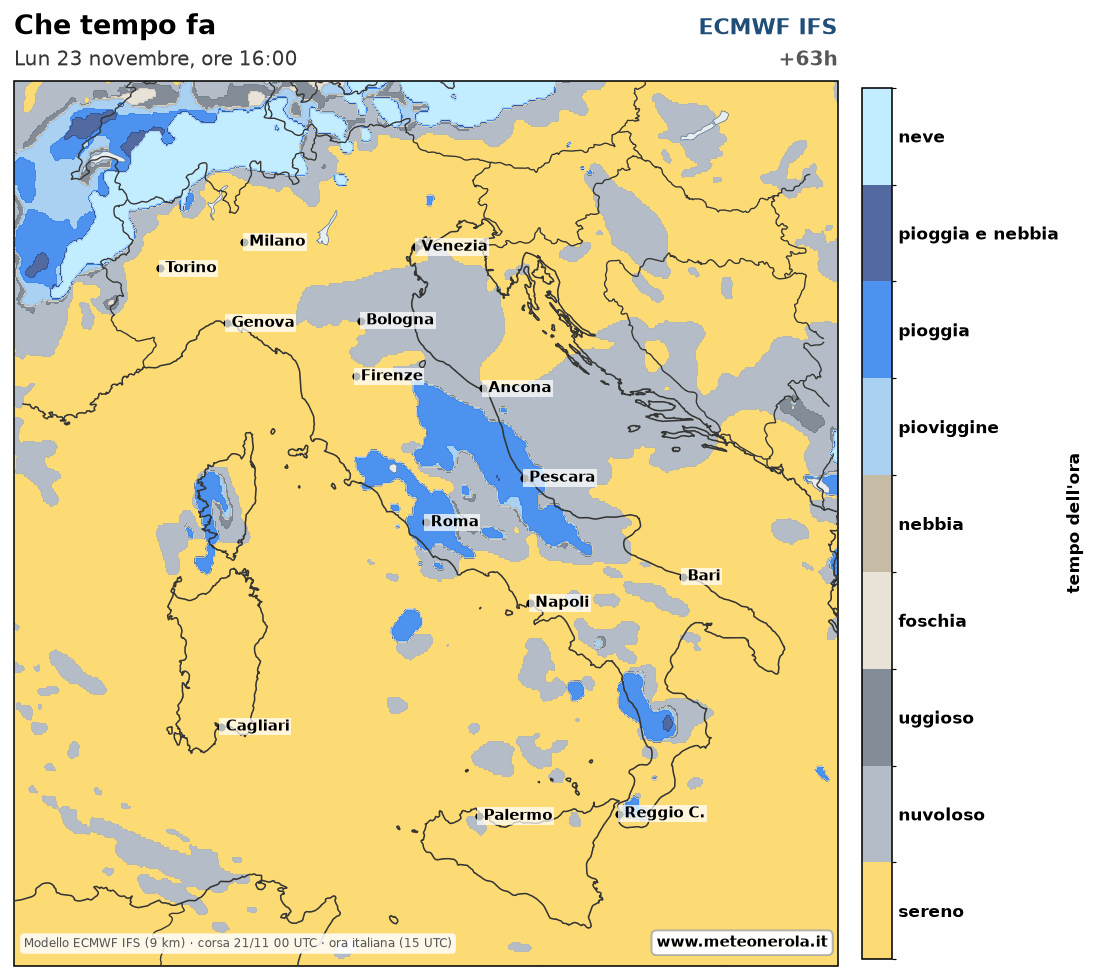 Che tempo fa
ECMWF IFS
Lun 23 novembre, ore 16:00
+63h
neve
pioggia e nebbia
pioggia
pioviggine
nebbia
foschia
uggioso
nuvoloso
sereno
tempo dell'ora
Milano
Venezia
Torino
Genova
Bologna
Firenze
Ancona
Pescara
Roma
Bari
Napoli
Cagliari
Palermo
Reggio C.
Modello ECMWF IFS (9 km) · corsa 21/11 00 UTC · ora italiana (15 UTC)
www.meteonerola.it